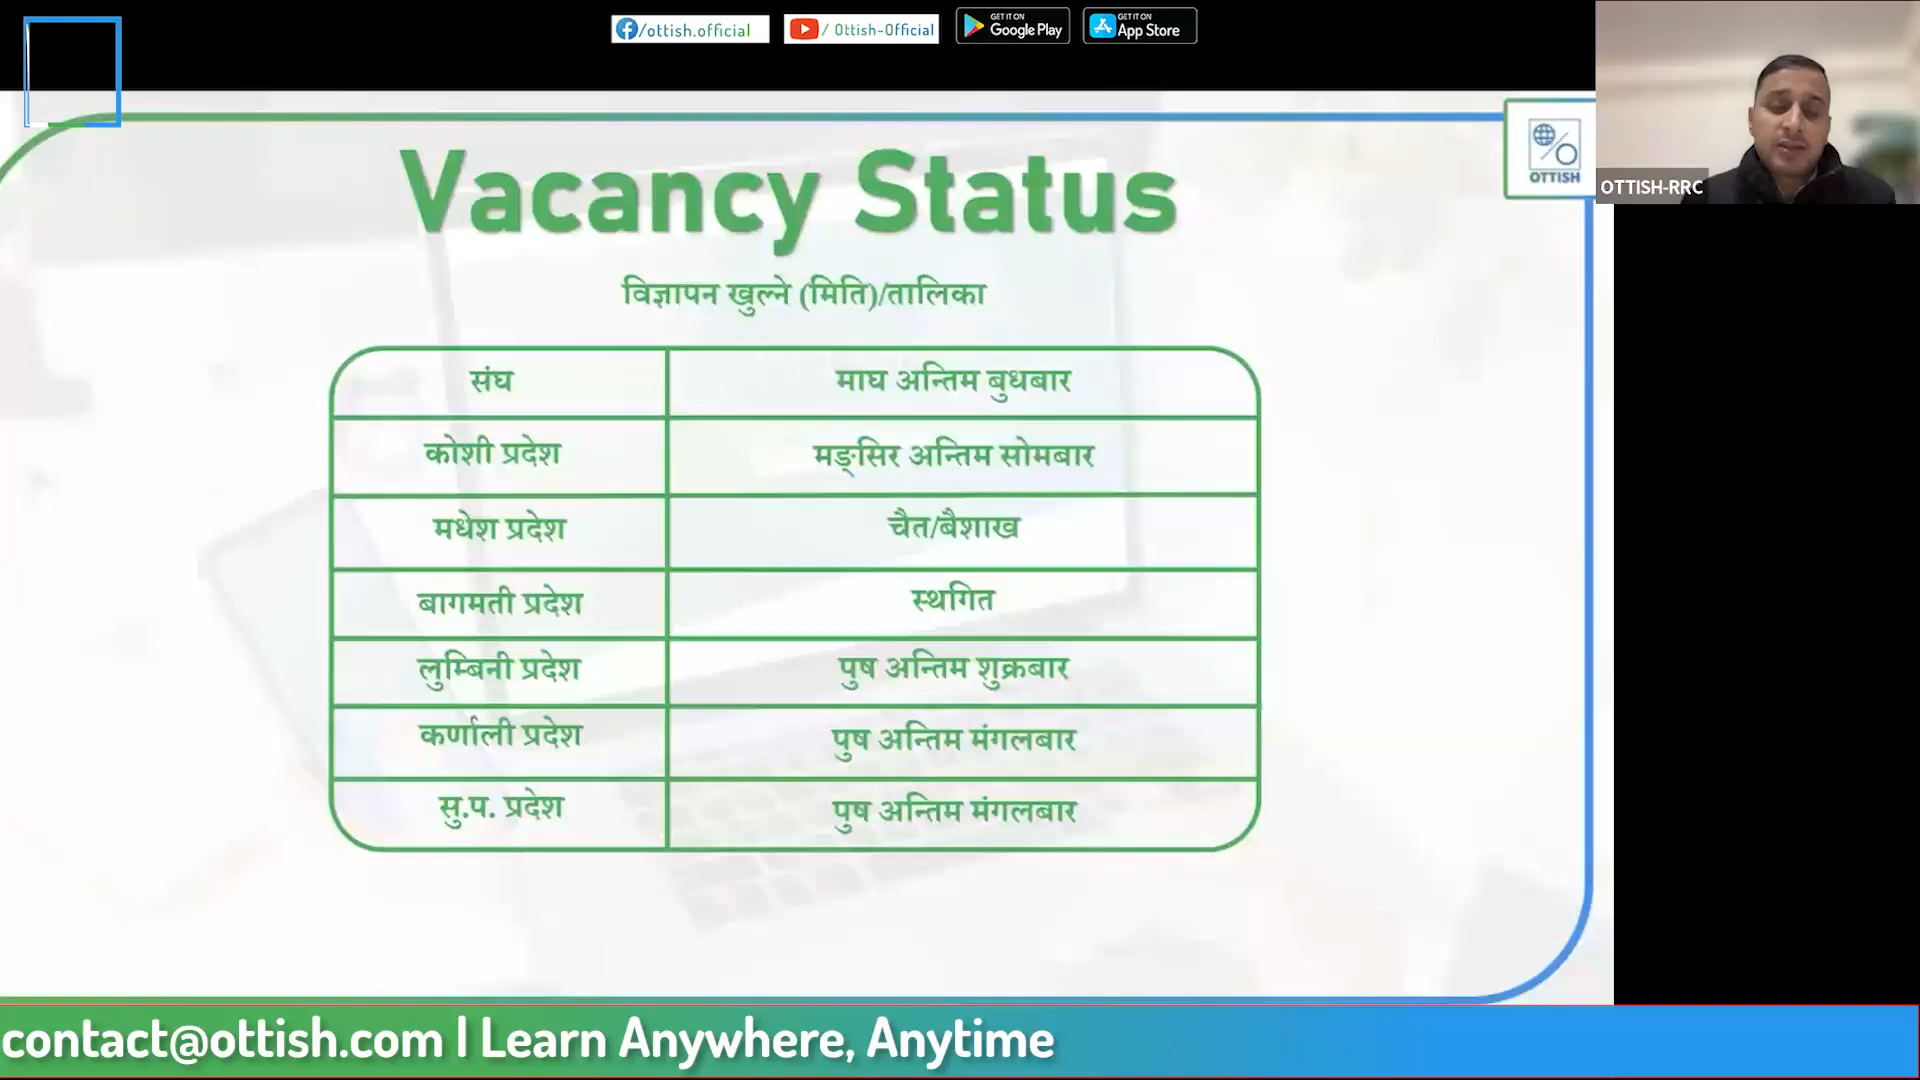 /ottish.official
/ Ottish-Official
GET IT ON
Google Play
GET IT ON
App Store
OTTISH
OTTISH-RRC
Vacancy Status
विज्ञापन खुल्ने (मिति)/तालिका
संघ माघ अन्तिम बुधबार
कोशी प्रदेश मङ्सिर अन्तिम सोमबार
मधेश प्रदेश चैत/बैशाख
बागमती प्रदेश स्थगित
लुम्बिनी प्रदेश पुष अन्तिम शुक्रबार
कर्णाली प्रदेश पुष अन्तिम मंगलबार
सु.प. प्रदेश पुष अन्तिम मंगलबार
contact@ottish.com | Learn Anywhere, Anytime